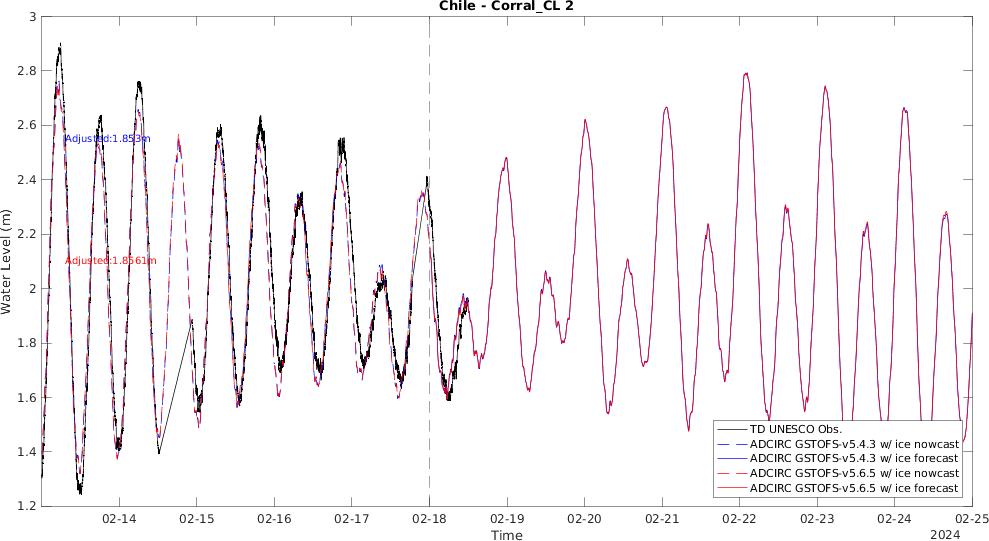 Chile - Corral_CL 2
3
2.8
2.6
2.4
2.2
2
1.8
1.6
1.4
1.2
Water Level (m)
Adjusted:1.853m
Adjusted:1.8561m
TD UNESCO Obs.
ADCIRC GSTOFS-v5.4.3 w/ ice nowcast
ADCIRC GSTOFS-v5.4.3 w/ ice forecast
ADCIRC GSTOFS-v5.6.5 w/ ice nowcast
ADCIRC GSTOFS-v5.6.5 w/ ice forecast
02-14 02-15 02-16 02-17 02-18 02-19 02-20 02-21 02-22 02-23 02-24 02-25
Time
2024